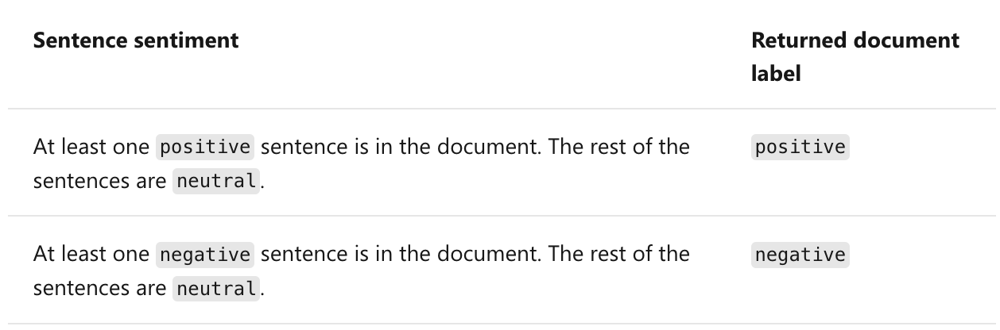 Sentence sentiment
Returned document
label
At least one positive sentence is in the document. The rest of the
sentences are neutral.
positive
At least one negative sentence is in the document. The rest of the
sentences are neutral.
negative